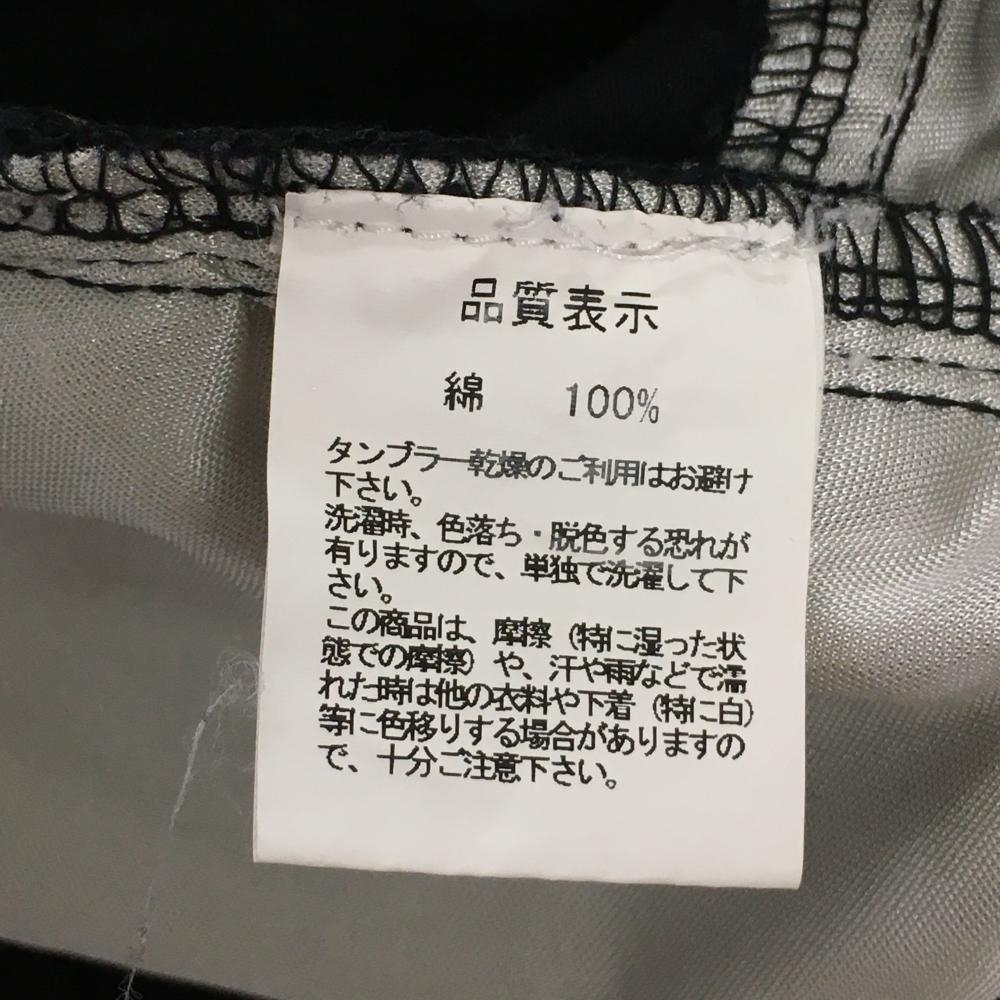 品質表示
綿 100%
タンブラー乾燥のご利用はお避け
下さい。
洗濯時、色落ち・脱色する恐れが
有りますので、単独で洗濯して下
さい。
この商品は、摩擦（特に湿った状
態での摩擦）や、汗や雨などで濡
れた時は他の衣料や下着（特に白）
等に色移りする場合がありますの
で、十分ご注意下さい。